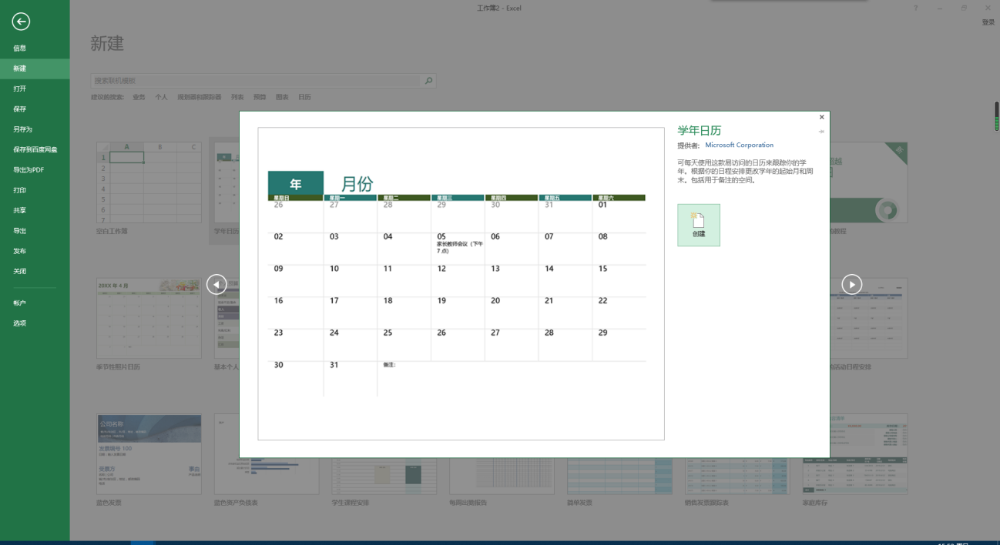 工作簿2 - Excel
?
登录
信息
新建
打开
保存
另存为
保存到百度网盘
导出为PDF
打印
共享
导出
发布
关闭
帐户
选项
新建
搜索联机模板
建议的搜索: 业务 个人 规划器和跟踪器 列表 预算 图表 日历
A B C
1
2
3
4
5
6
7
空白工作簿
学年日历
年 月份
星期日 星期一 星期二 星期三 星期四 星期五 星期六
26 27 28 29 30 31 01
02 03 04 05 06 07 08
家长教师会议（下午
7 点）
09 10 11 12 13 14 15
16 17 18 19 20 21 22
23 24 25 26 27 28 29
30 31 备注:
学年日历
提供者: Microsoft Corporation
可每天使用这款易访问的日历来跟踪你的学
年。根据你的日程安排更改学年的起始月和周
末。包括用于备注的空间。
创建
新
20XX 年 4 月
季节性照片日历
基本个人
活动日程安排
公司名称
发票编号 100
受票方 事由
蓝色发票
蓝色资产负债表
学生课程安排
每周出勤报告
简单发票
销售发票跟踪表
家庭库存